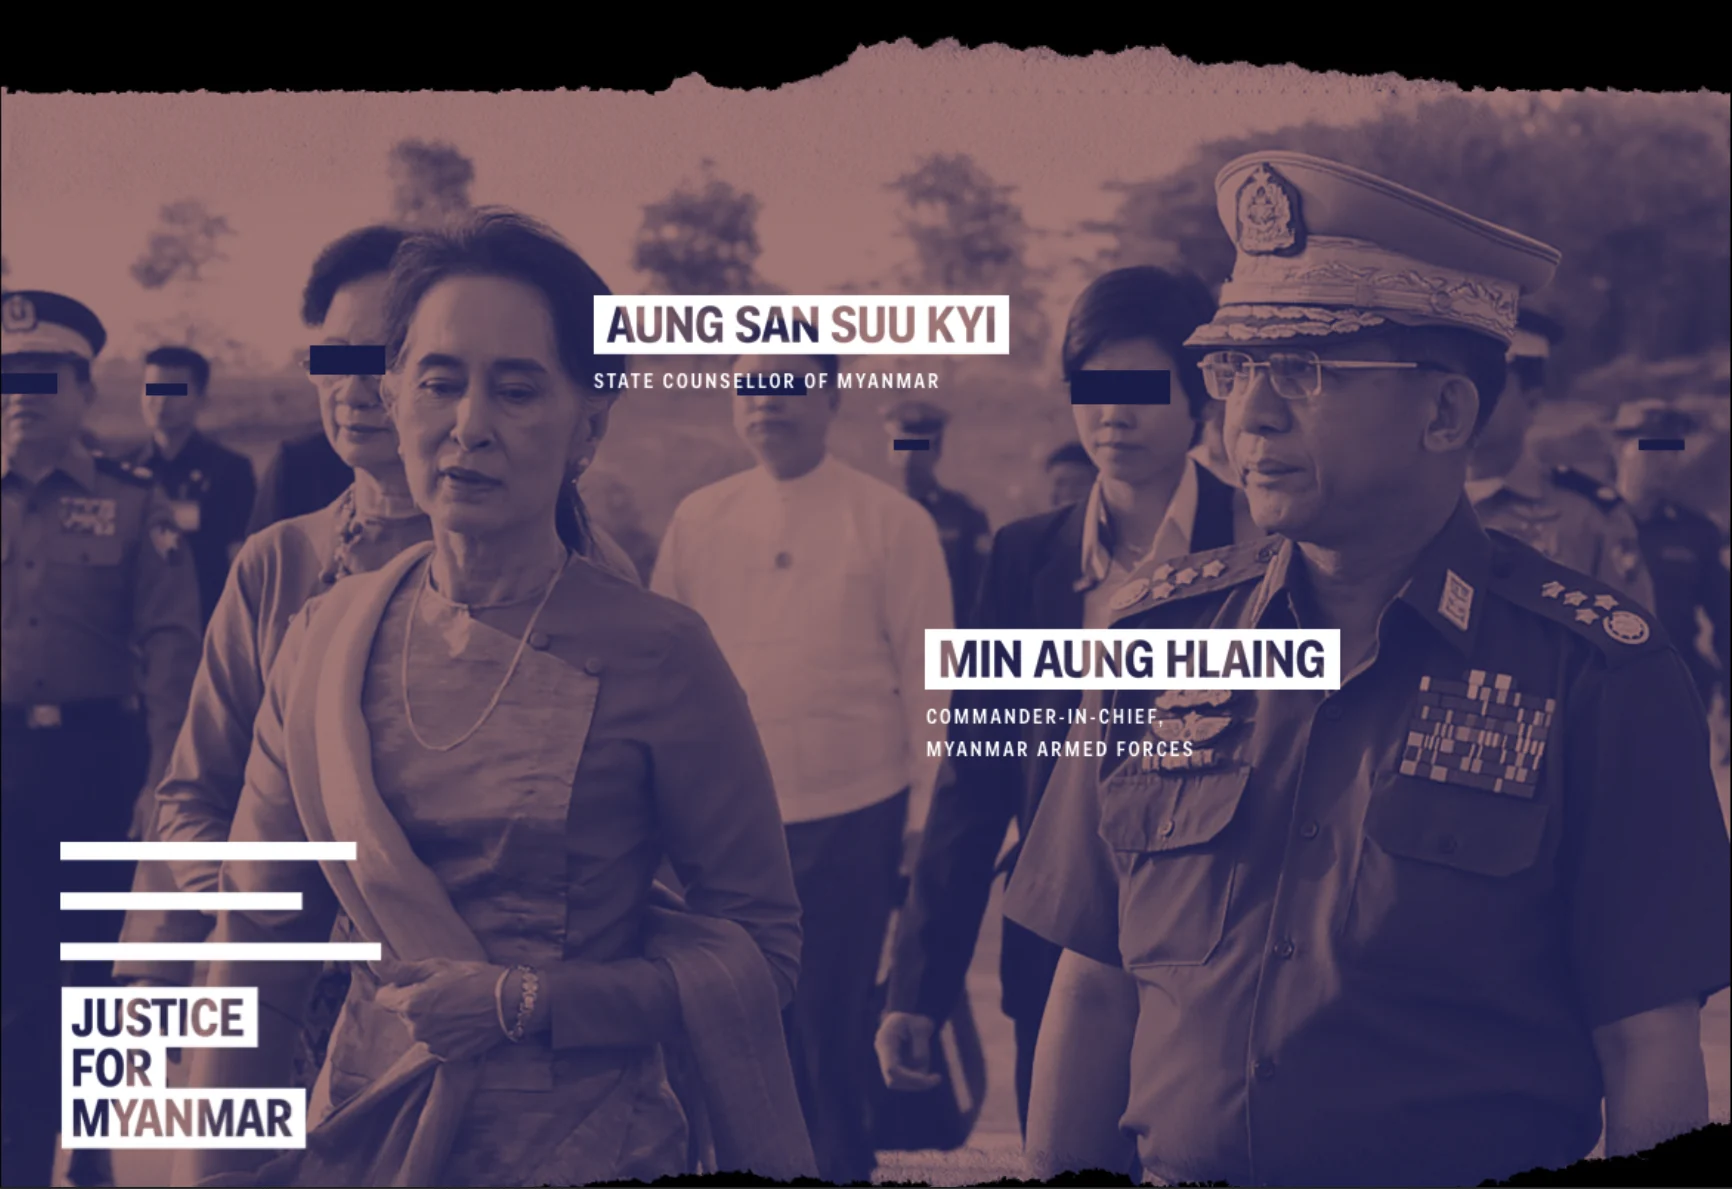 AUNG SAN SUU KYI
STATE COUNSELLOR OF MYANMAR
MIN AUNG HLAING
COMMANDER-IN-CHIEF,
MYANMAR ARMED FORCES
JUSTICE
FOR
MYANMAR